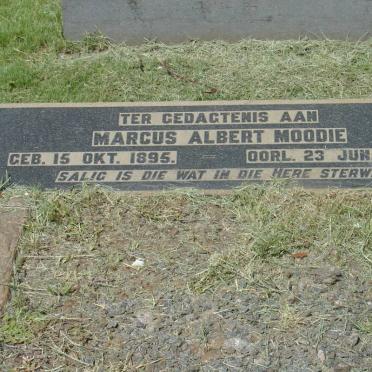 TER GEDAGTENIS AAN
MARCUS ALBERT MOODIE
GEB. 15 OKT. 1895. — OORL. 23 JUN
SALIG IS DIE WAT IN DIE HERE STERW